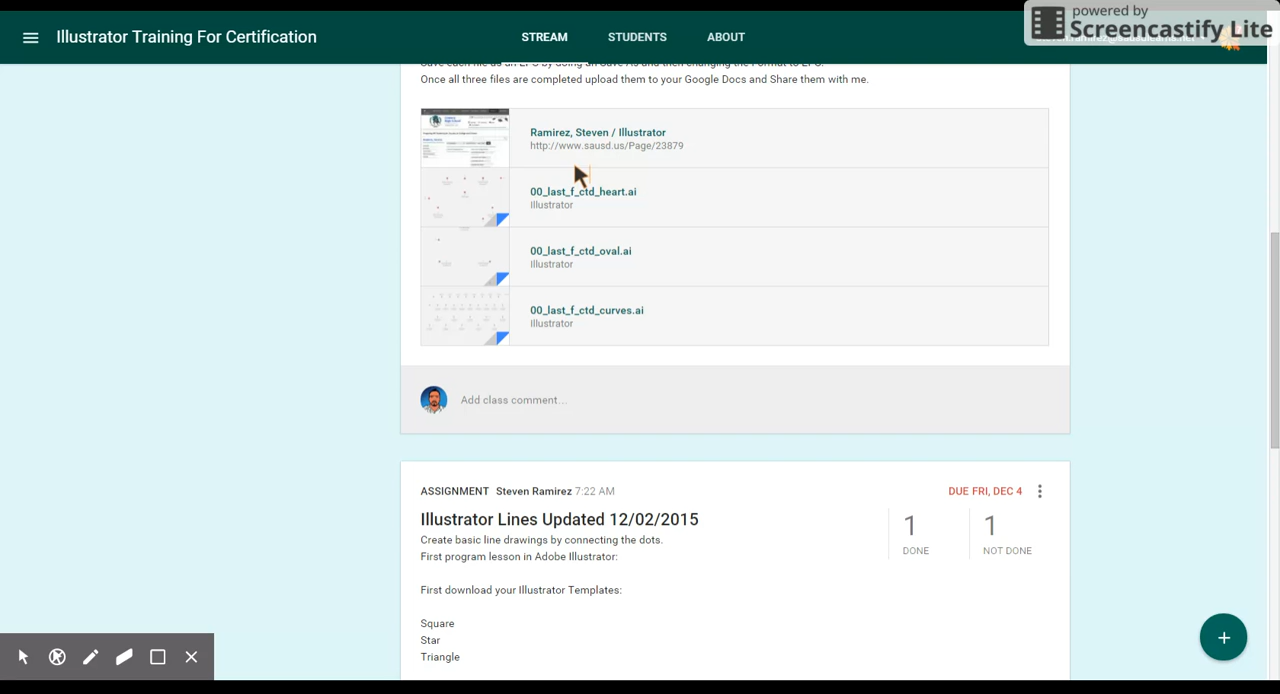 powered by
Screencastify Lite
Illustrator Training For Certification
STREAM
STUDENTS
ABOUT
Once all three files are completed upload them to your Google Docs and Share them with me.
Ramirez, Steven / Illustrator
http://www.sausd.us/Page/23879
00_last_f_ctd_heart.ai
Illustrator
00_last_f_ctd_oval.ai
Illustrator
00_last_f_ctd_curves.ai
Illustrator
Add class comment...
ASSIGNMENT Steven Ramirez 7:22 AM
DUE FRI, DEC 4
Illustrator Lines Updated 12/02/2015
1
DONE
1
NOT DONE
Create basic line drawings by connecting the dots.
First program lesson in Adobe Illustrator:
First download your Illustrator Templates:
Square
Star
Triangle